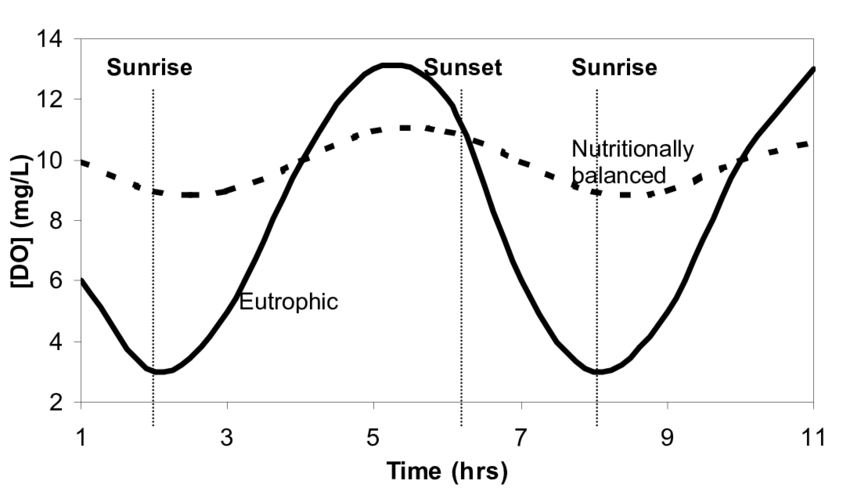 14
Sunrise
Sunset
Sunrise
12
10
Nutritionally
balanced
8
[DO] (mg/L)
6
Eutrophic
4
2
1
3
5
7
9
11
Time (hrs)